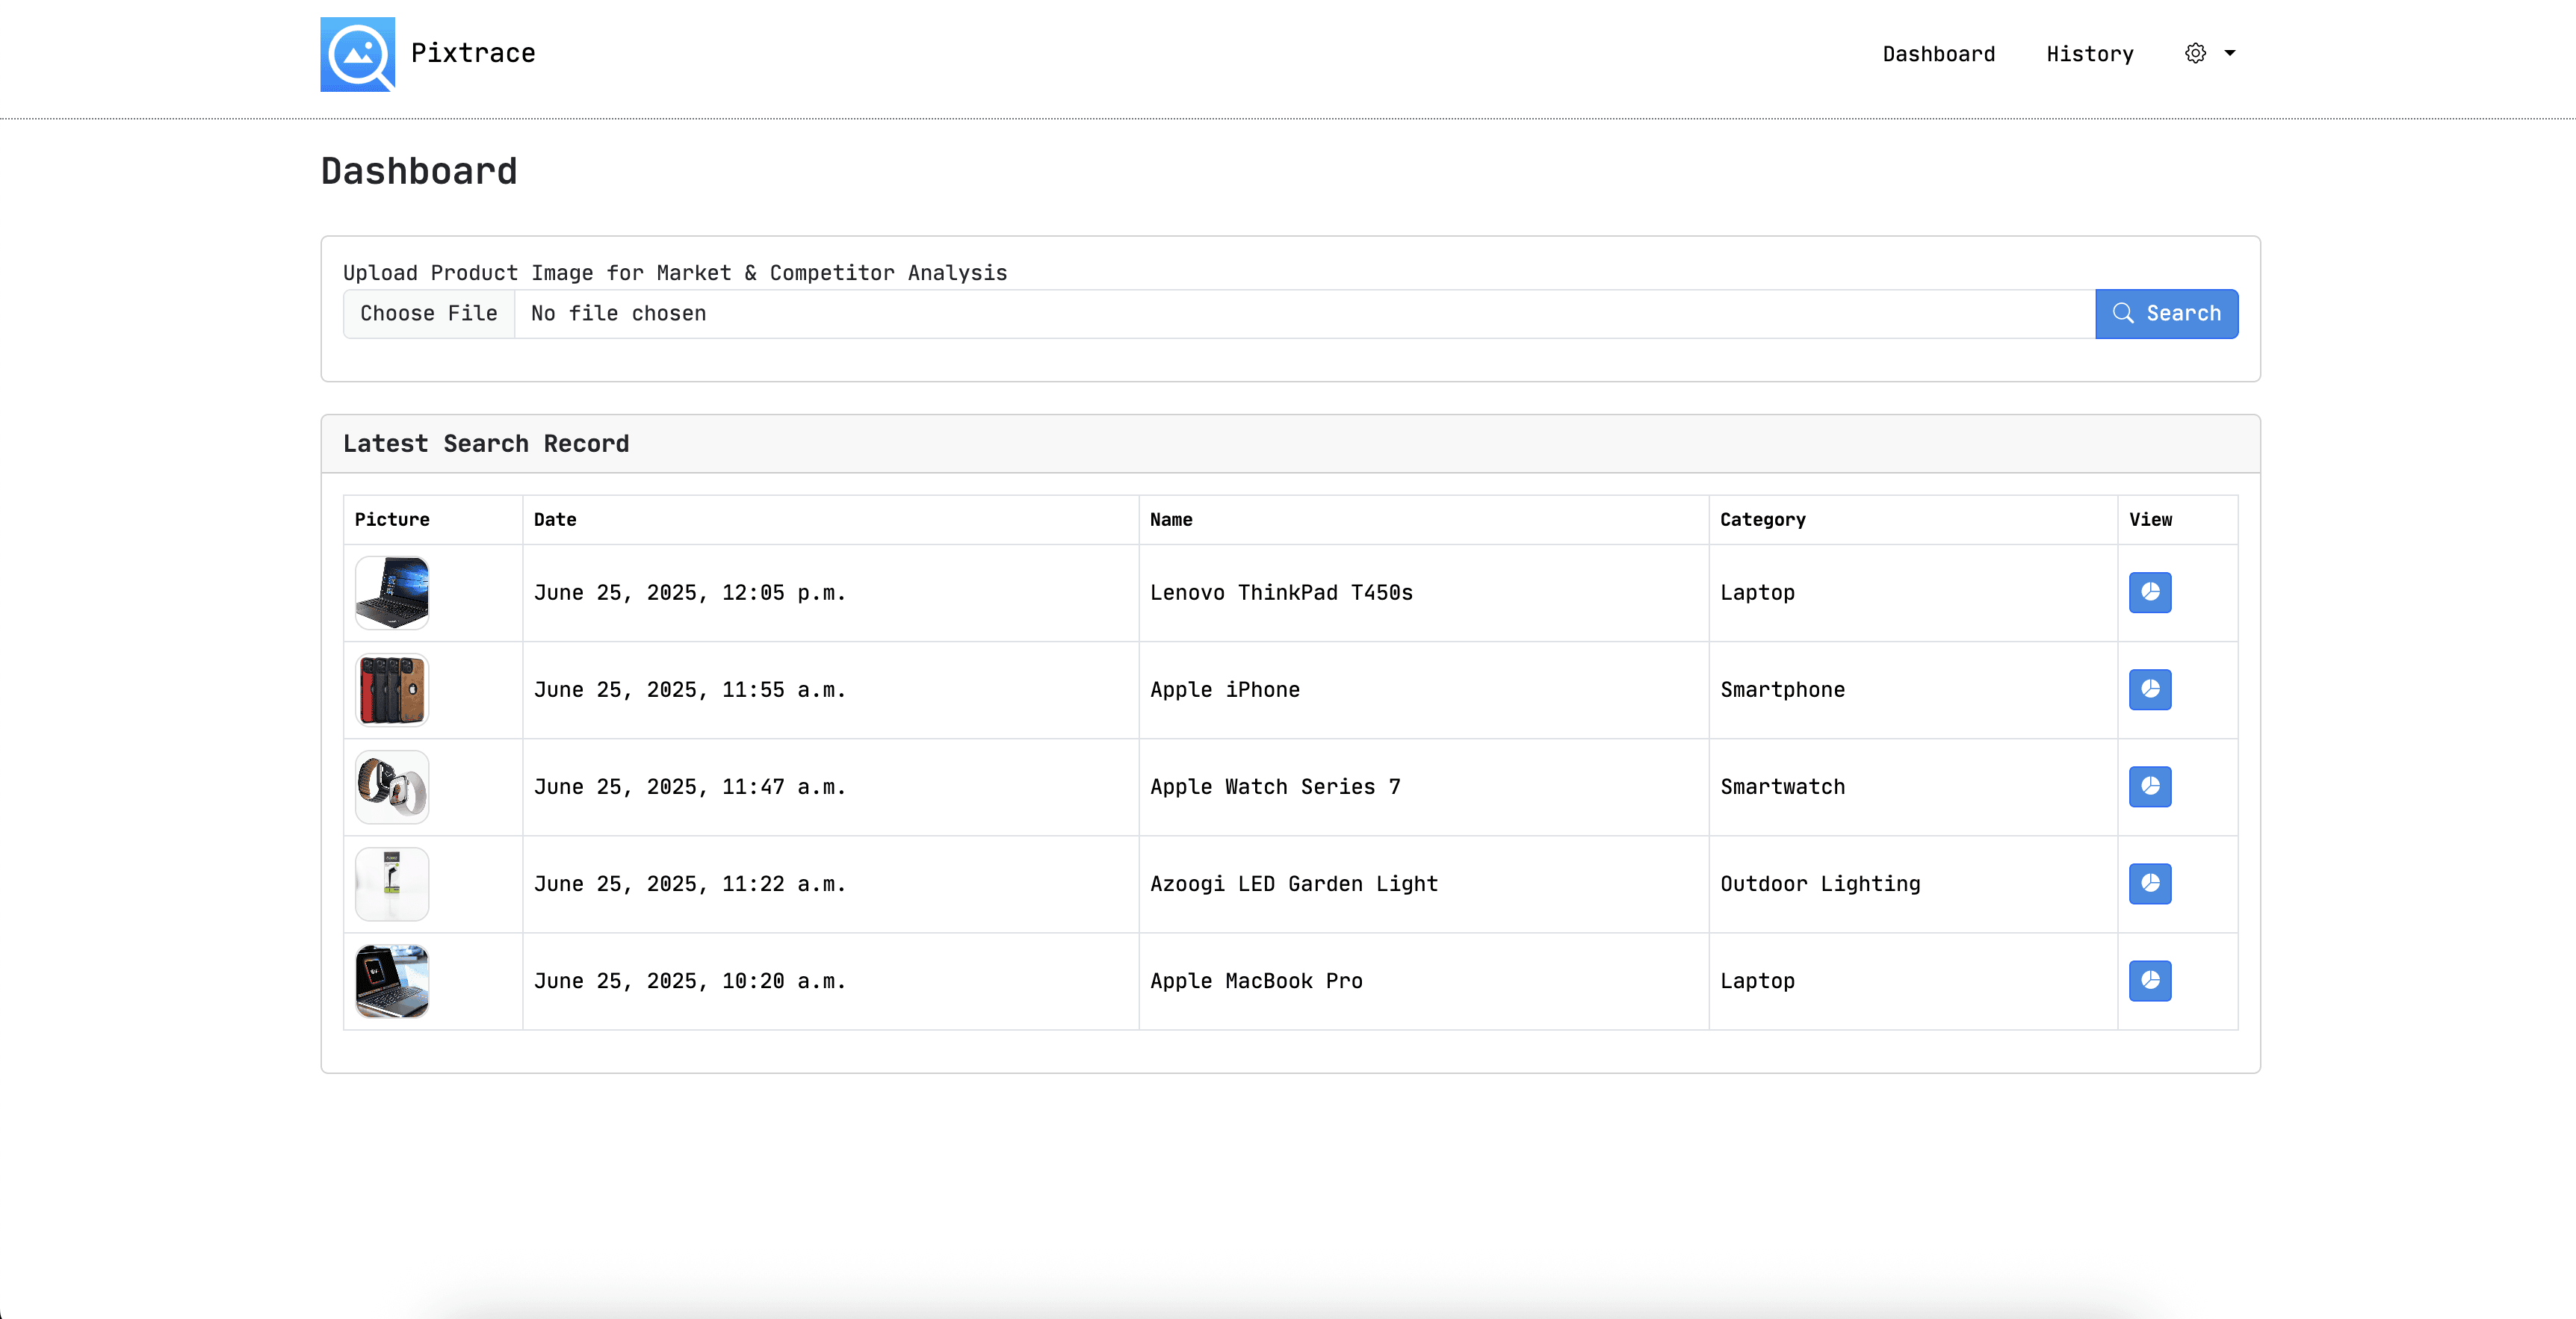 Pixtrace
Dashboard History
Dashboard
Upload Product Image for Market & Competitor Analysis
Choose File No file chosen Search
Latest Search Record
Picture Date Name Category View
June 25, 2025, 12:05 p.m. Lenovo ThinkPad T450s Laptop
June 25, 2025, 11:55 a.m. Apple iPhone Smartphone
June 25, 2025, 11:47 a.m. Apple Watch Series 7 Smartwatch
June 25, 2025, 11:22 a.m. Azoogi LED Garden Light Outdoor Lighting
June 25, 2025, 10:20 a.m. Apple MacBook Pro Laptop